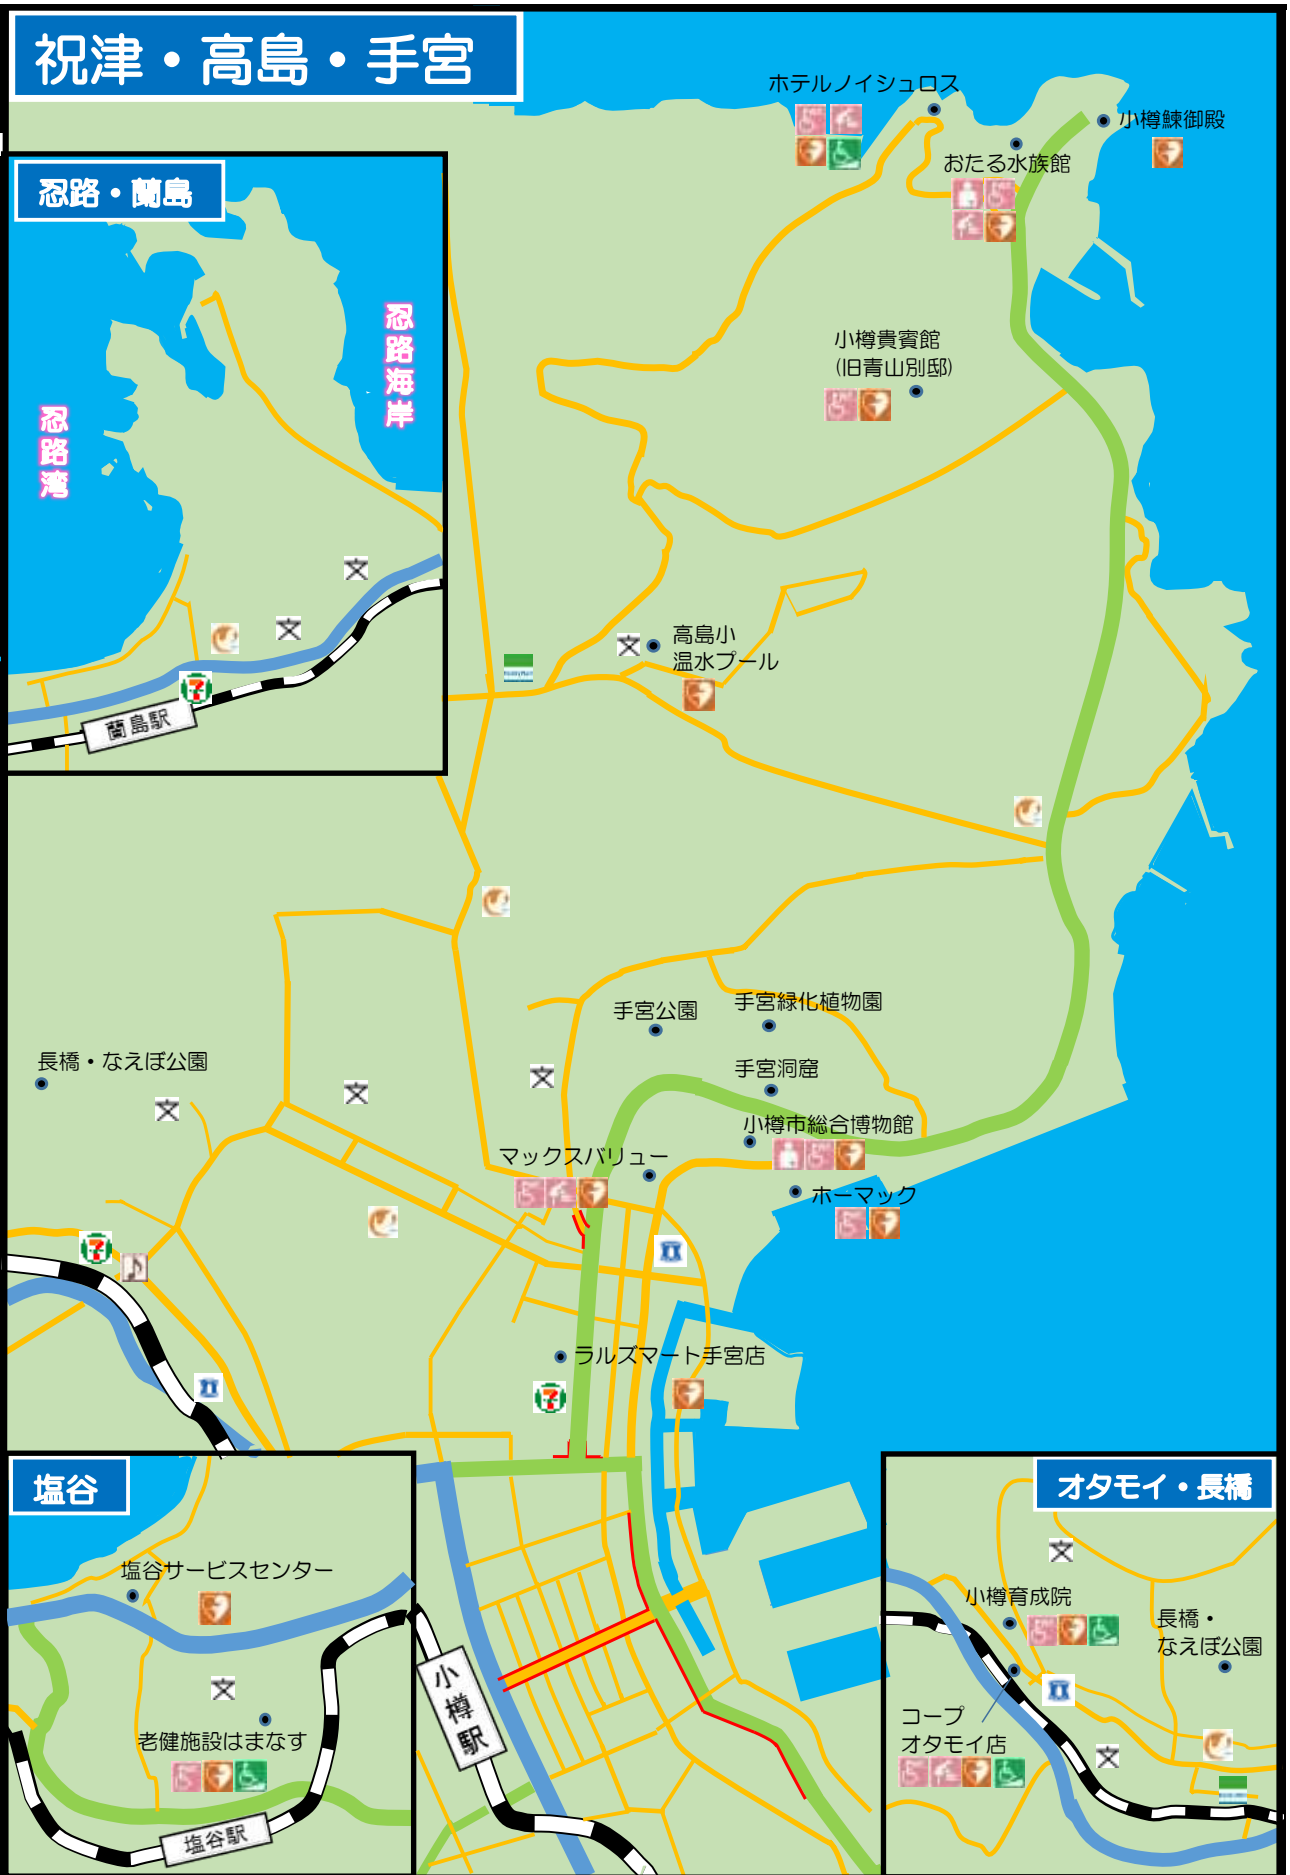 祝津・高島・手宮
ホテルノイシュロス
小樽鰊御殿
おたる水族館
忍路・蘭島
忍路海岸
忍路湾
小樽貴賓館
(旧青山別邸)
高島小
温水プール
7
蘭島駅
手宮公園
手宮緑化植物園
長橋・なえぼ公園
手宮洞窟
小樽市総合博物館
マックスバリュー
ホーマック
7
ラルズマート手宮店
7
塩谷
塩谷サービスセンター
老健施設はまなす
塩谷駅
小樽駅
オタモイ・長橋
小樽育成院
長橋・
なえぼ公園
コープ
オタモイ店